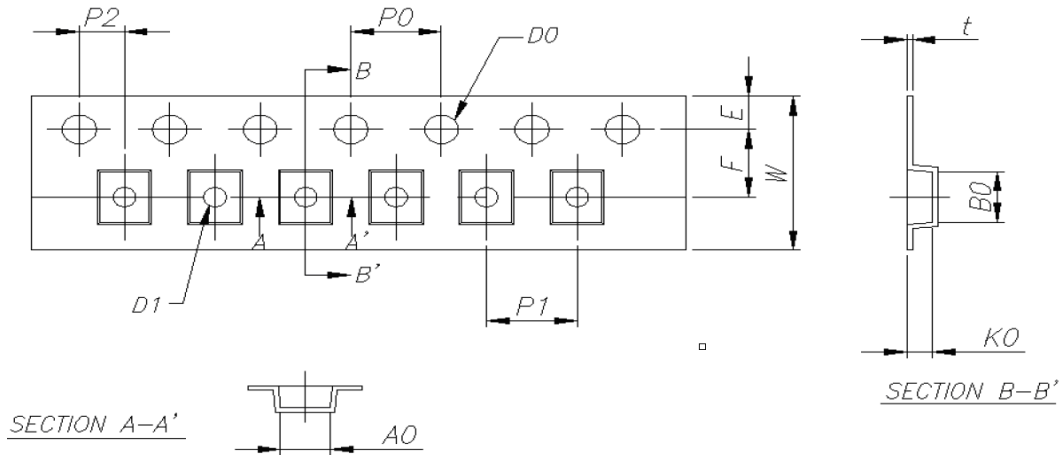 P2
P0
D0
t
B
E
F
W
B0
A
A'
B'
D1
P1
K0
SECTION B-B'
SECTION A-A'
A0